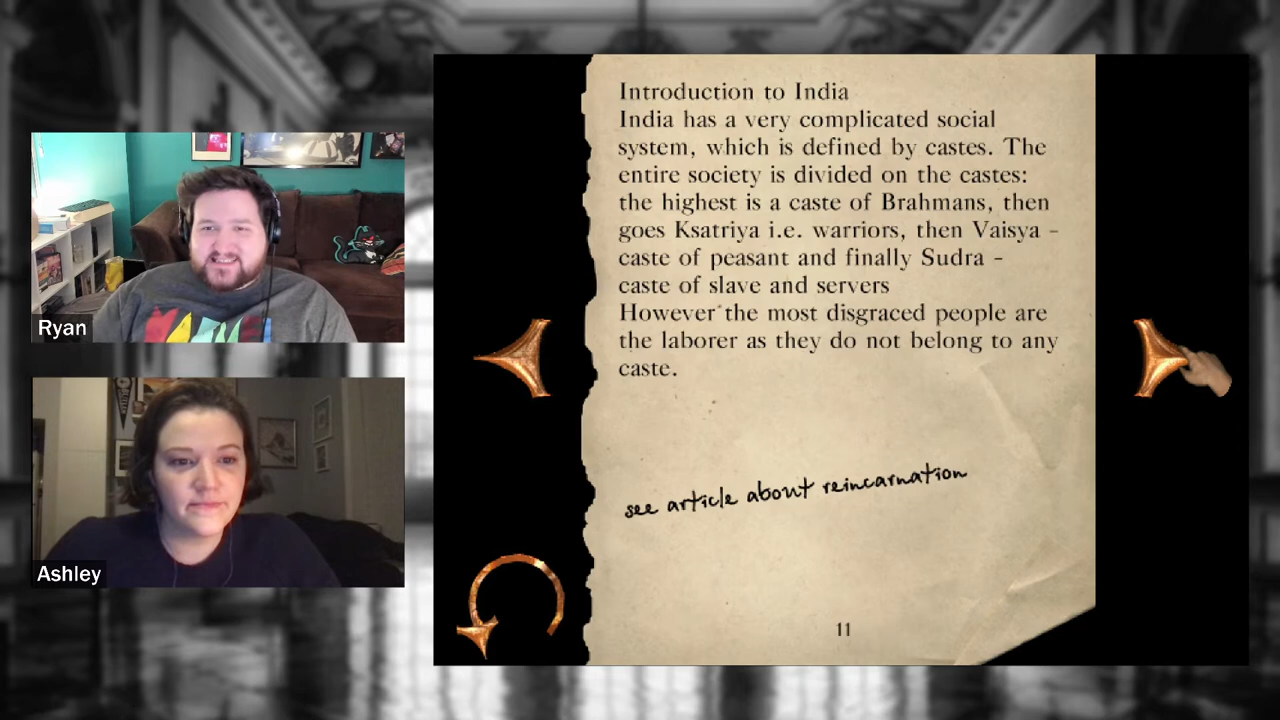 Introduction to India
India has a very complicated social
system, which is defined by castes. The
entire society is divided on the castes:
the highest is a caste of Brahmans, then
goes Ksatriya i.e. warriors, then Vaisya -
caste of peasant and finally Sudra -
caste of slave and servers
However the most disgraced people are
the laborer as they do not belong to any
caste.
see article about reincarnation
11
Ryan
Ashley